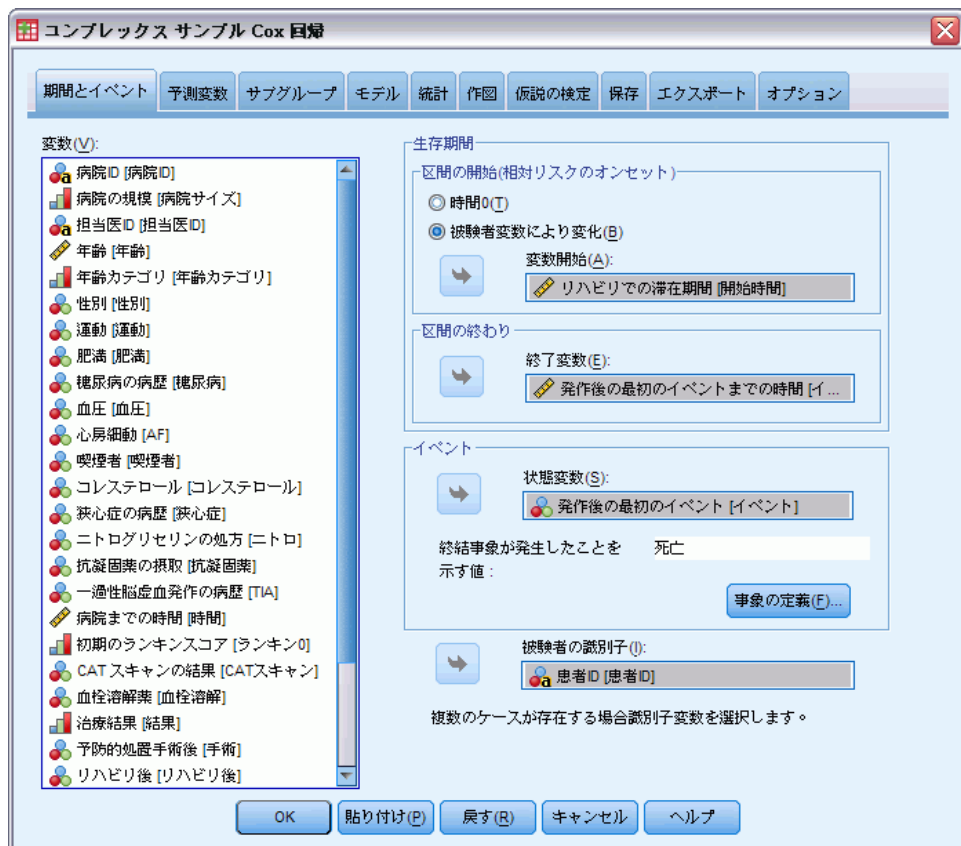 コンプレックス サンプル Cox 回帰
期間とイベント 予測変数 サブグループ モデル 統計 作図 仮説の検定 保存 エクスポート オプション
変数(V):
病院ID [病院ID]
病院の規模 [病院サイズ]
担当医ID [担当医ID]
年齢 [年齢]
年齢カテゴリ [年齢カテゴリ]
性別 [性別]
運動 [運動]
肥満 [肥満]
糖尿病の病歴 [糖尿病]
血圧 [血圧]
心房細動 [AF]
喫煙者 [喫煙者]
コレステロール [コレステロール]
狭心症の病歴 [狭心症]
ニトログリセリンの処方 [ニトロ]
抗凝固薬の摂取 [抗凝固薬]
一過性脳虚血発作の病歴 [TIA]
病院までの時間 [時間]
初期のランキンスコア [ランキン0]
CATスキャンの結果 [CATスキャン]
血栓溶解薬 [血栓溶解]
治療結果 [結果]
予防的処置手術後 [手術]
リハビリ後 [リハビリ後]
生存期間
区間の開始(相対リスクのオンセット)
時間0(T)
被験者変数により変化(B)
変数開始(A):
リハビリでの滞在期間 [開始時間]
区間の終わり
終了変数(E):
発作後の最初のイベントまでの時間 [イ...
イベント
状態変数(S):
発作後の最初のイベント [イベント]
終結事象が発生したことを 死亡
示す値:
事象の定義(F)...
被験者の識別子(I):
患者ID [患者ID]
複数のケースが存在する場合識別子変数を選択します。
OK 貼り付け(P) 戻す(R) キャンセル ヘルプ